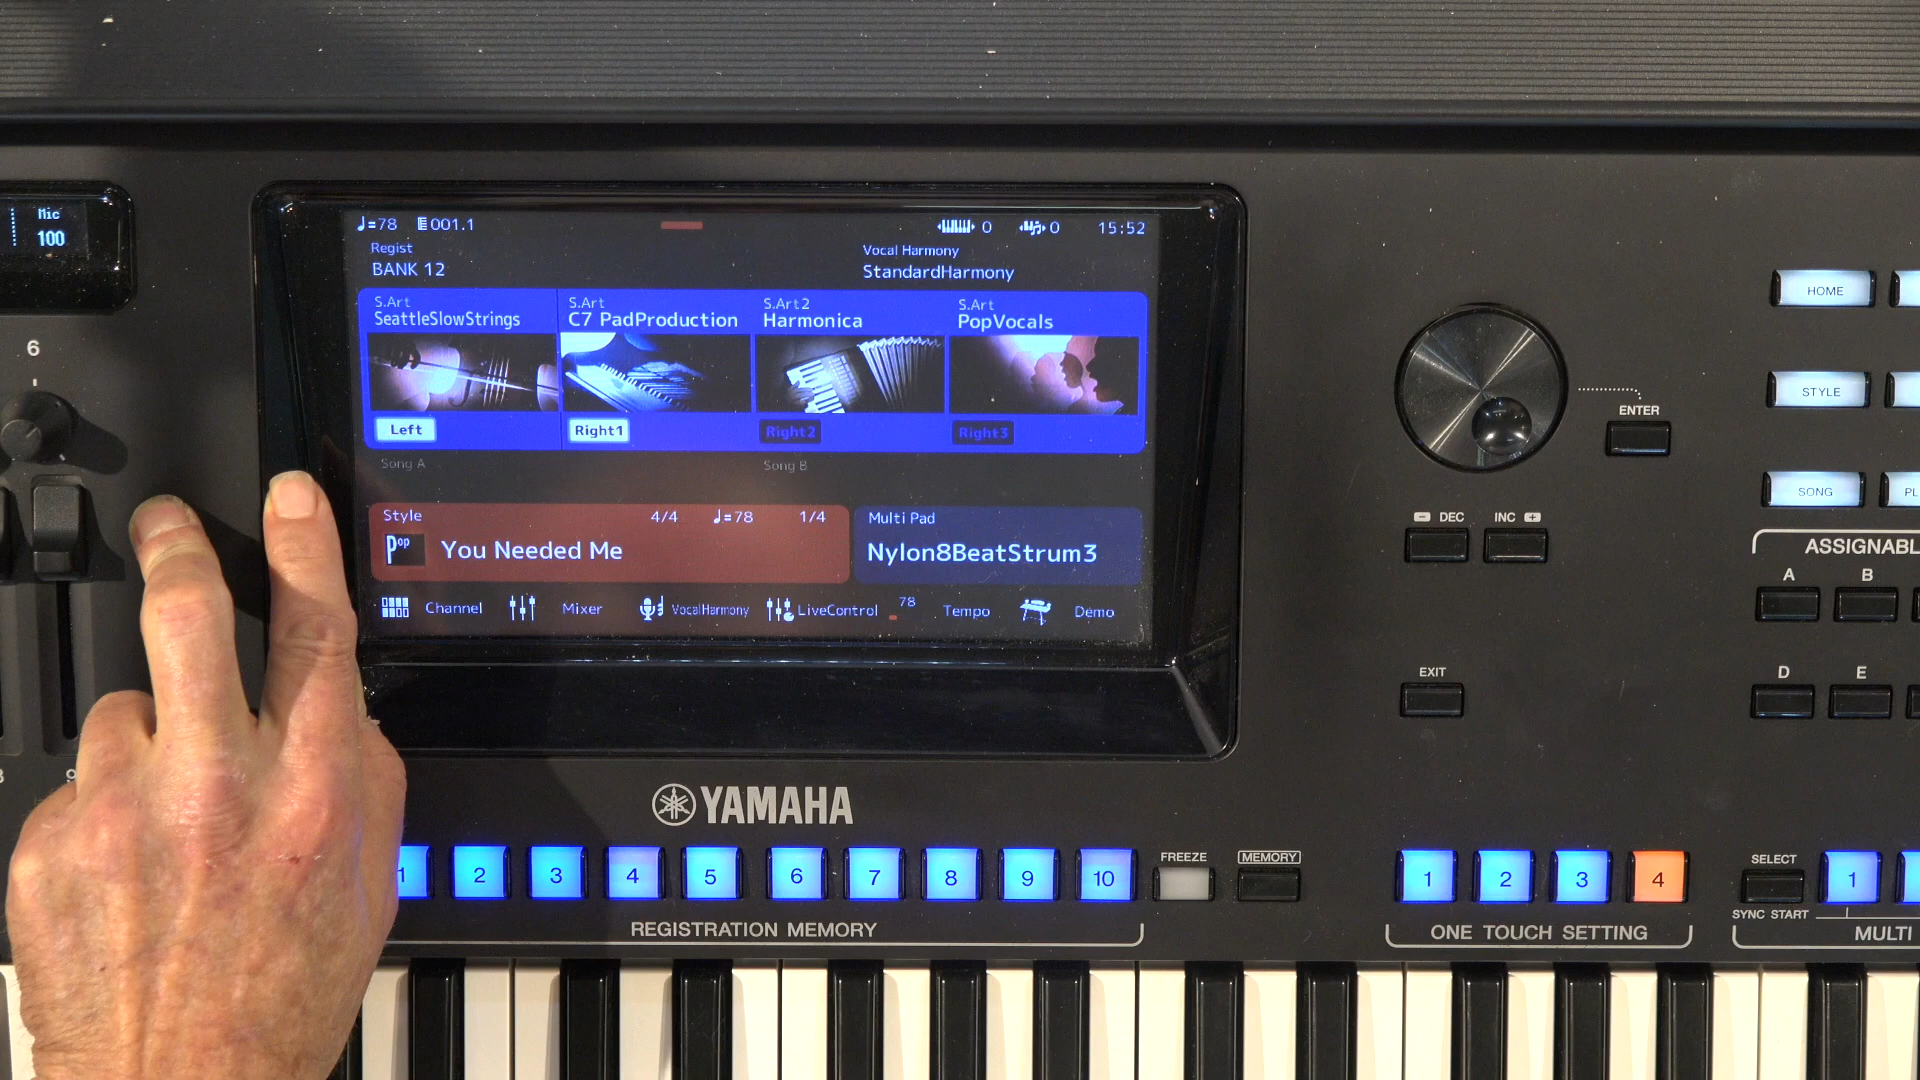 Mic
100
6
9
♩=78 001.1 0 0 15:52
Regist
BANK 12
Vocal Harmony
StandardHarmony
S.Art S.Art S.Art2 S.Art
SeattleSlowStrings C7 PadProduction Harmonica PopVocals
Left Right1 Right2 Right3
Song A Song B
Style 4/4 ♩=78 1/4
Pop You Needed Me
Multi Pad
Nylon8BeatStrum3
Channel Mixer VocalHarmony LiveControl 78 Tempo Demo
YAMAHA
1 2 3 4 5 6 7 8 9 10
REGISTRATION MEMORY
FREEZE MEMORY
1 2 3 4
ONE TOUCH SETTING
SELECT
SYNC START
1
MULTI
ENTER
DEC INC
EXIT
HOME
STYLE
SONG PL
ASSIGNABL
A B
D E